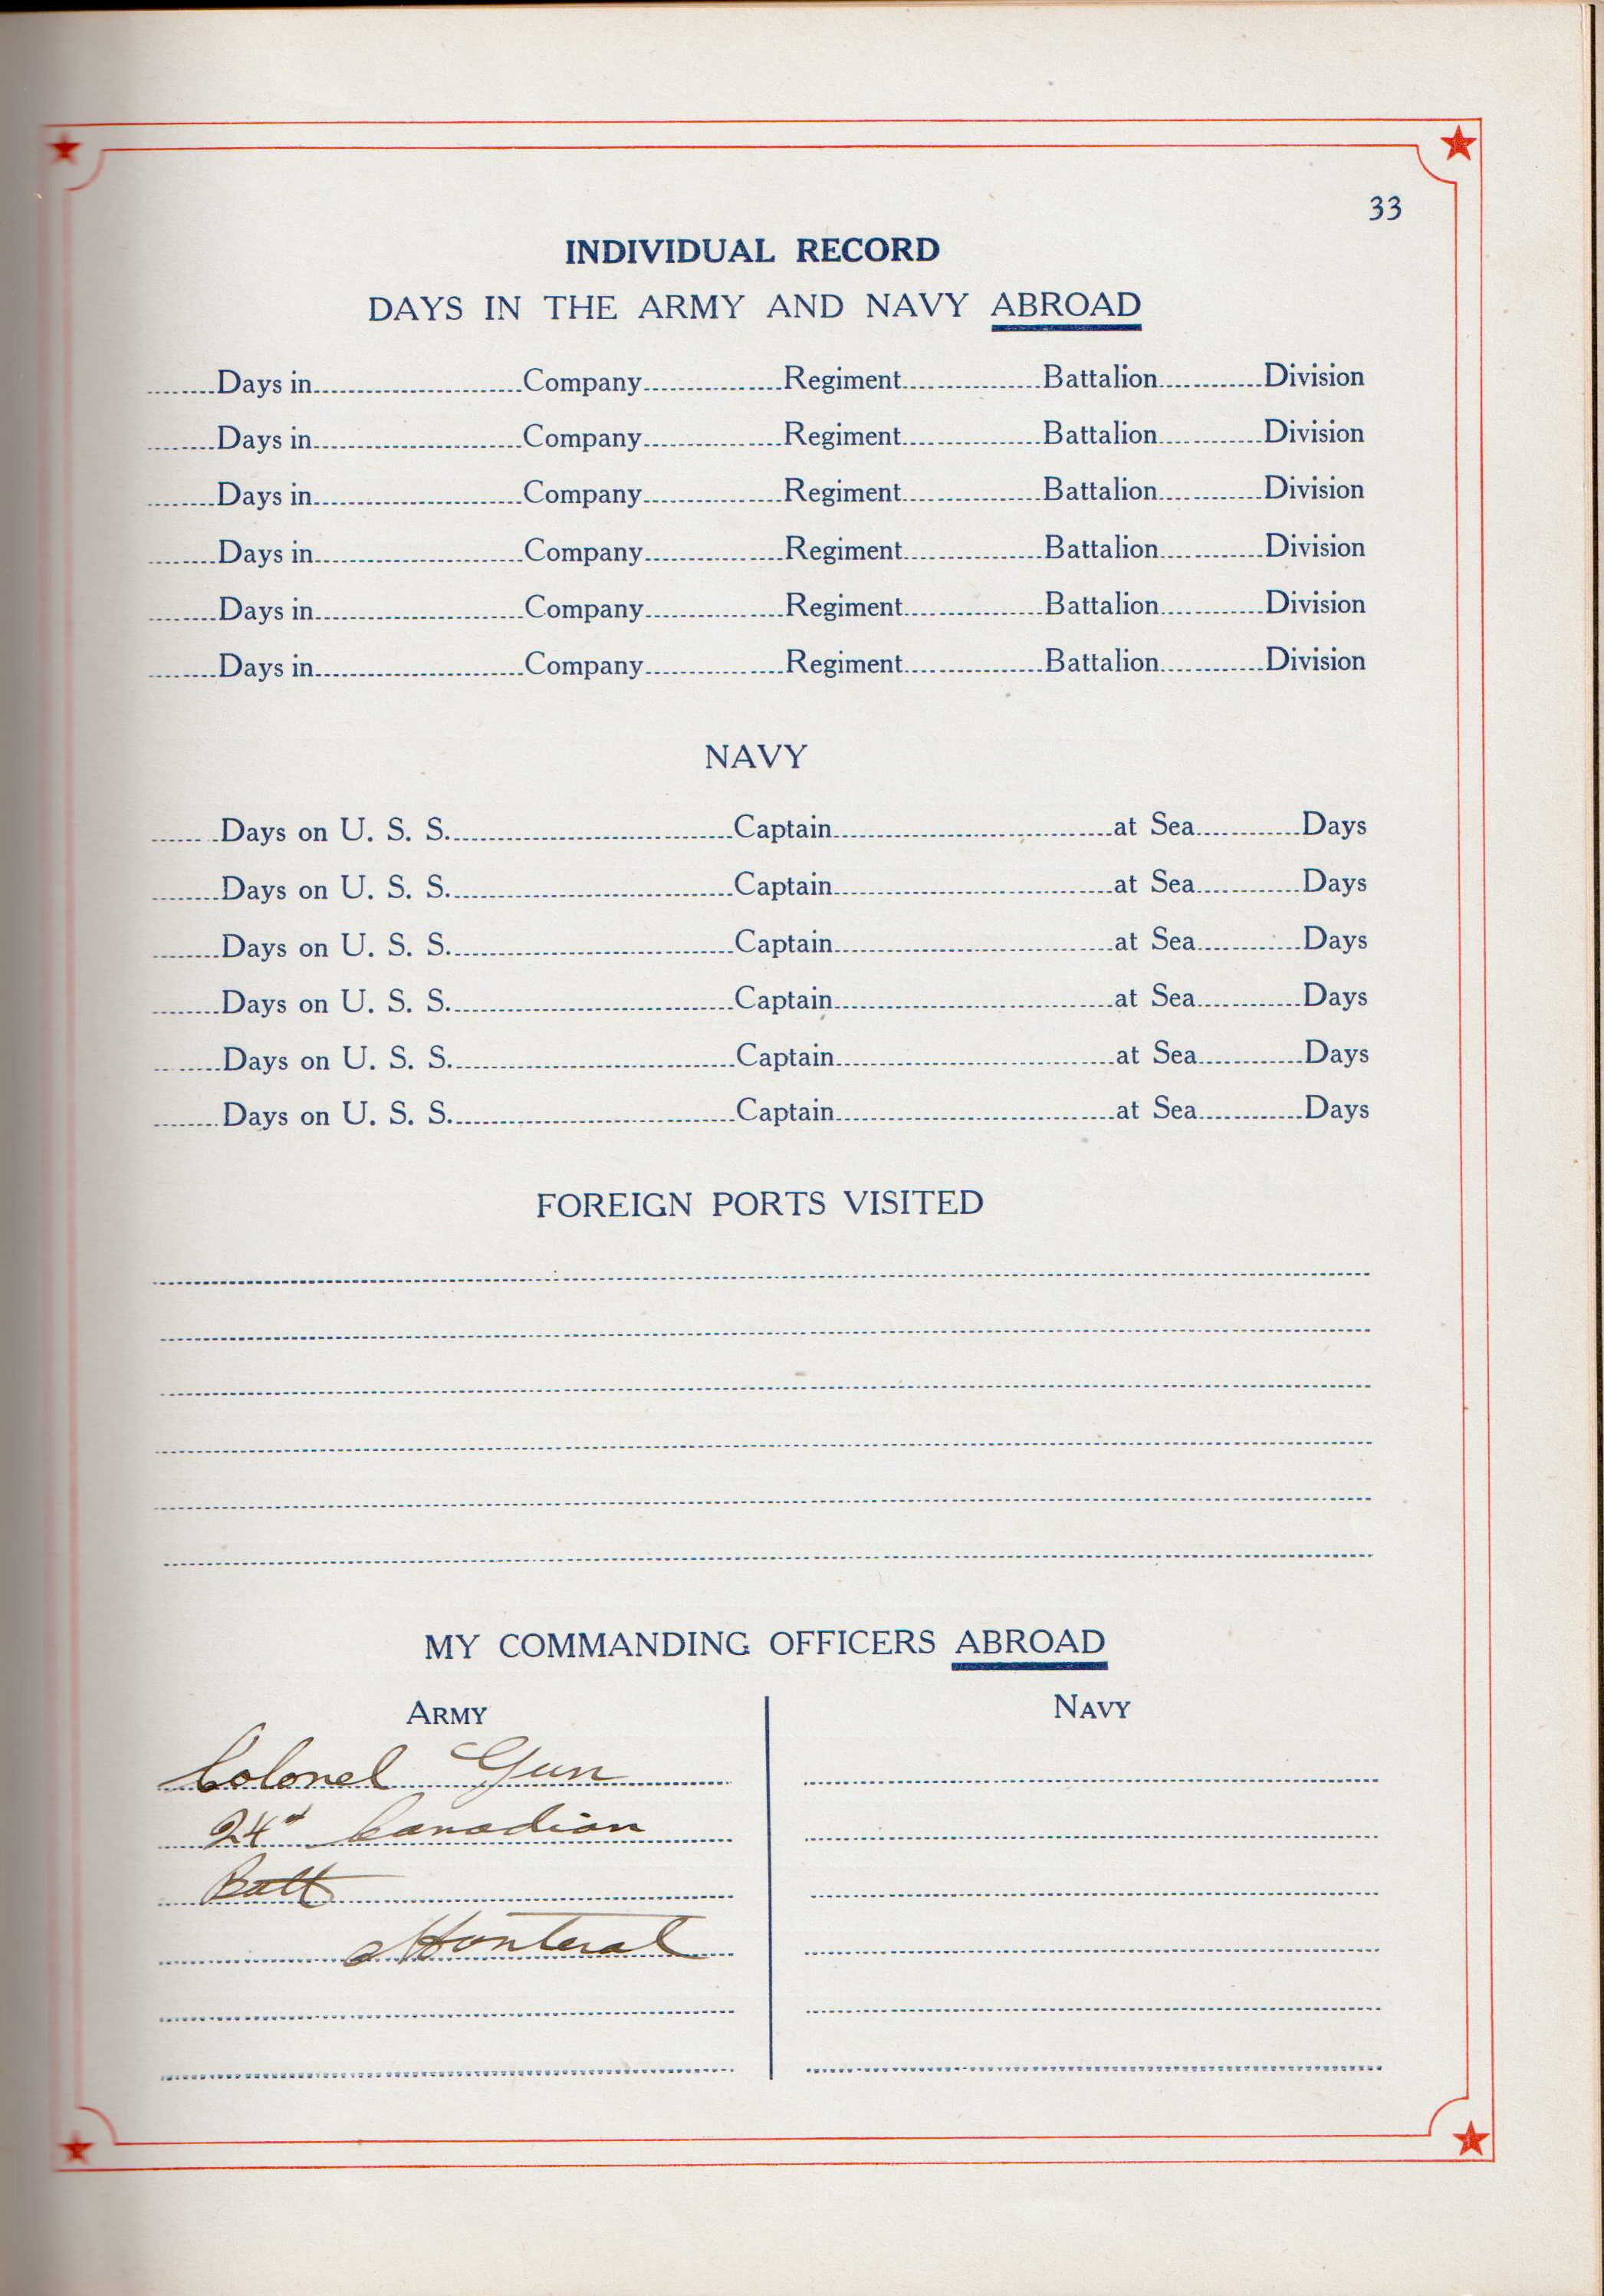 33
INDIVIDUAL RECORD
DAYS IN THE ARMY AND NAVY ABROAD
........Days in........................Company................Regiment................Battalion............Division
........Days in........................Company................Regiment................Battalion............Division
........Days in........................Company................Regiment................Battalion............Division
........Days in........................Company................Regiment................Battalion............Division
........Days in........................Company................Regiment................Battalion............Division
........Days in........................Company................Regiment................Battalion............Division
NAVY
........Days on U. S. S.................................Captain................................at Sea............Days
........Days on U. S. S.................................Captain................................at Sea............Days
........Days on U. S. S.................................Captain................................at Sea............Days
........Days on U. S. S.................................Captain................................at Sea............Days
........Days on U. S. S.................................Captain................................at Sea............Days
........Days on U. S. S.................................Captain................................at Sea............Days
FOREIGN PORTS VISITED
MY COMMANDING OFFICERS ABROAD
ARMY
Colonel Gun
24th Canadian
Batt
Monteral
NAVY